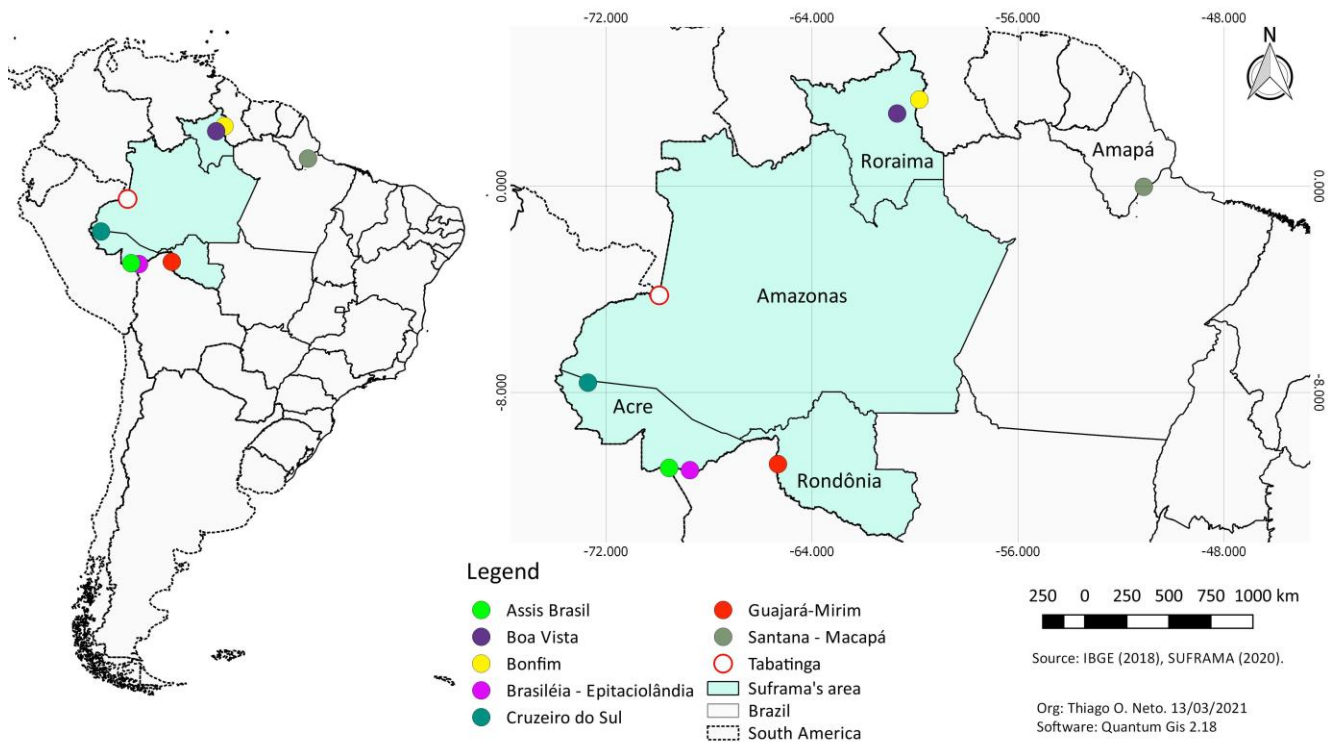 -72.000 -64.000 -56.000 -48.000
N
Roraima
Amapá
0.000 0.000
Amazonas
-8.000 -8.000
Acre
Rondônia
-72.000 -64.000 -56.000 -48.000
Legend
Assis Brasil
Boa Vista
Bonfim
Brasiléia - Epitaciolândia
Cruzeiro do Sul
Guajará-Mirim
Santana - Macapá
Tabatinga
Suframa's area
Brazil
South America
250 0 250 500 750 1000 km
Source: IBGE (2018), SUFRAMA (2020).
Org: Thiago O. Neto. 13/03/2021
Software: Quantum Gis 2.18